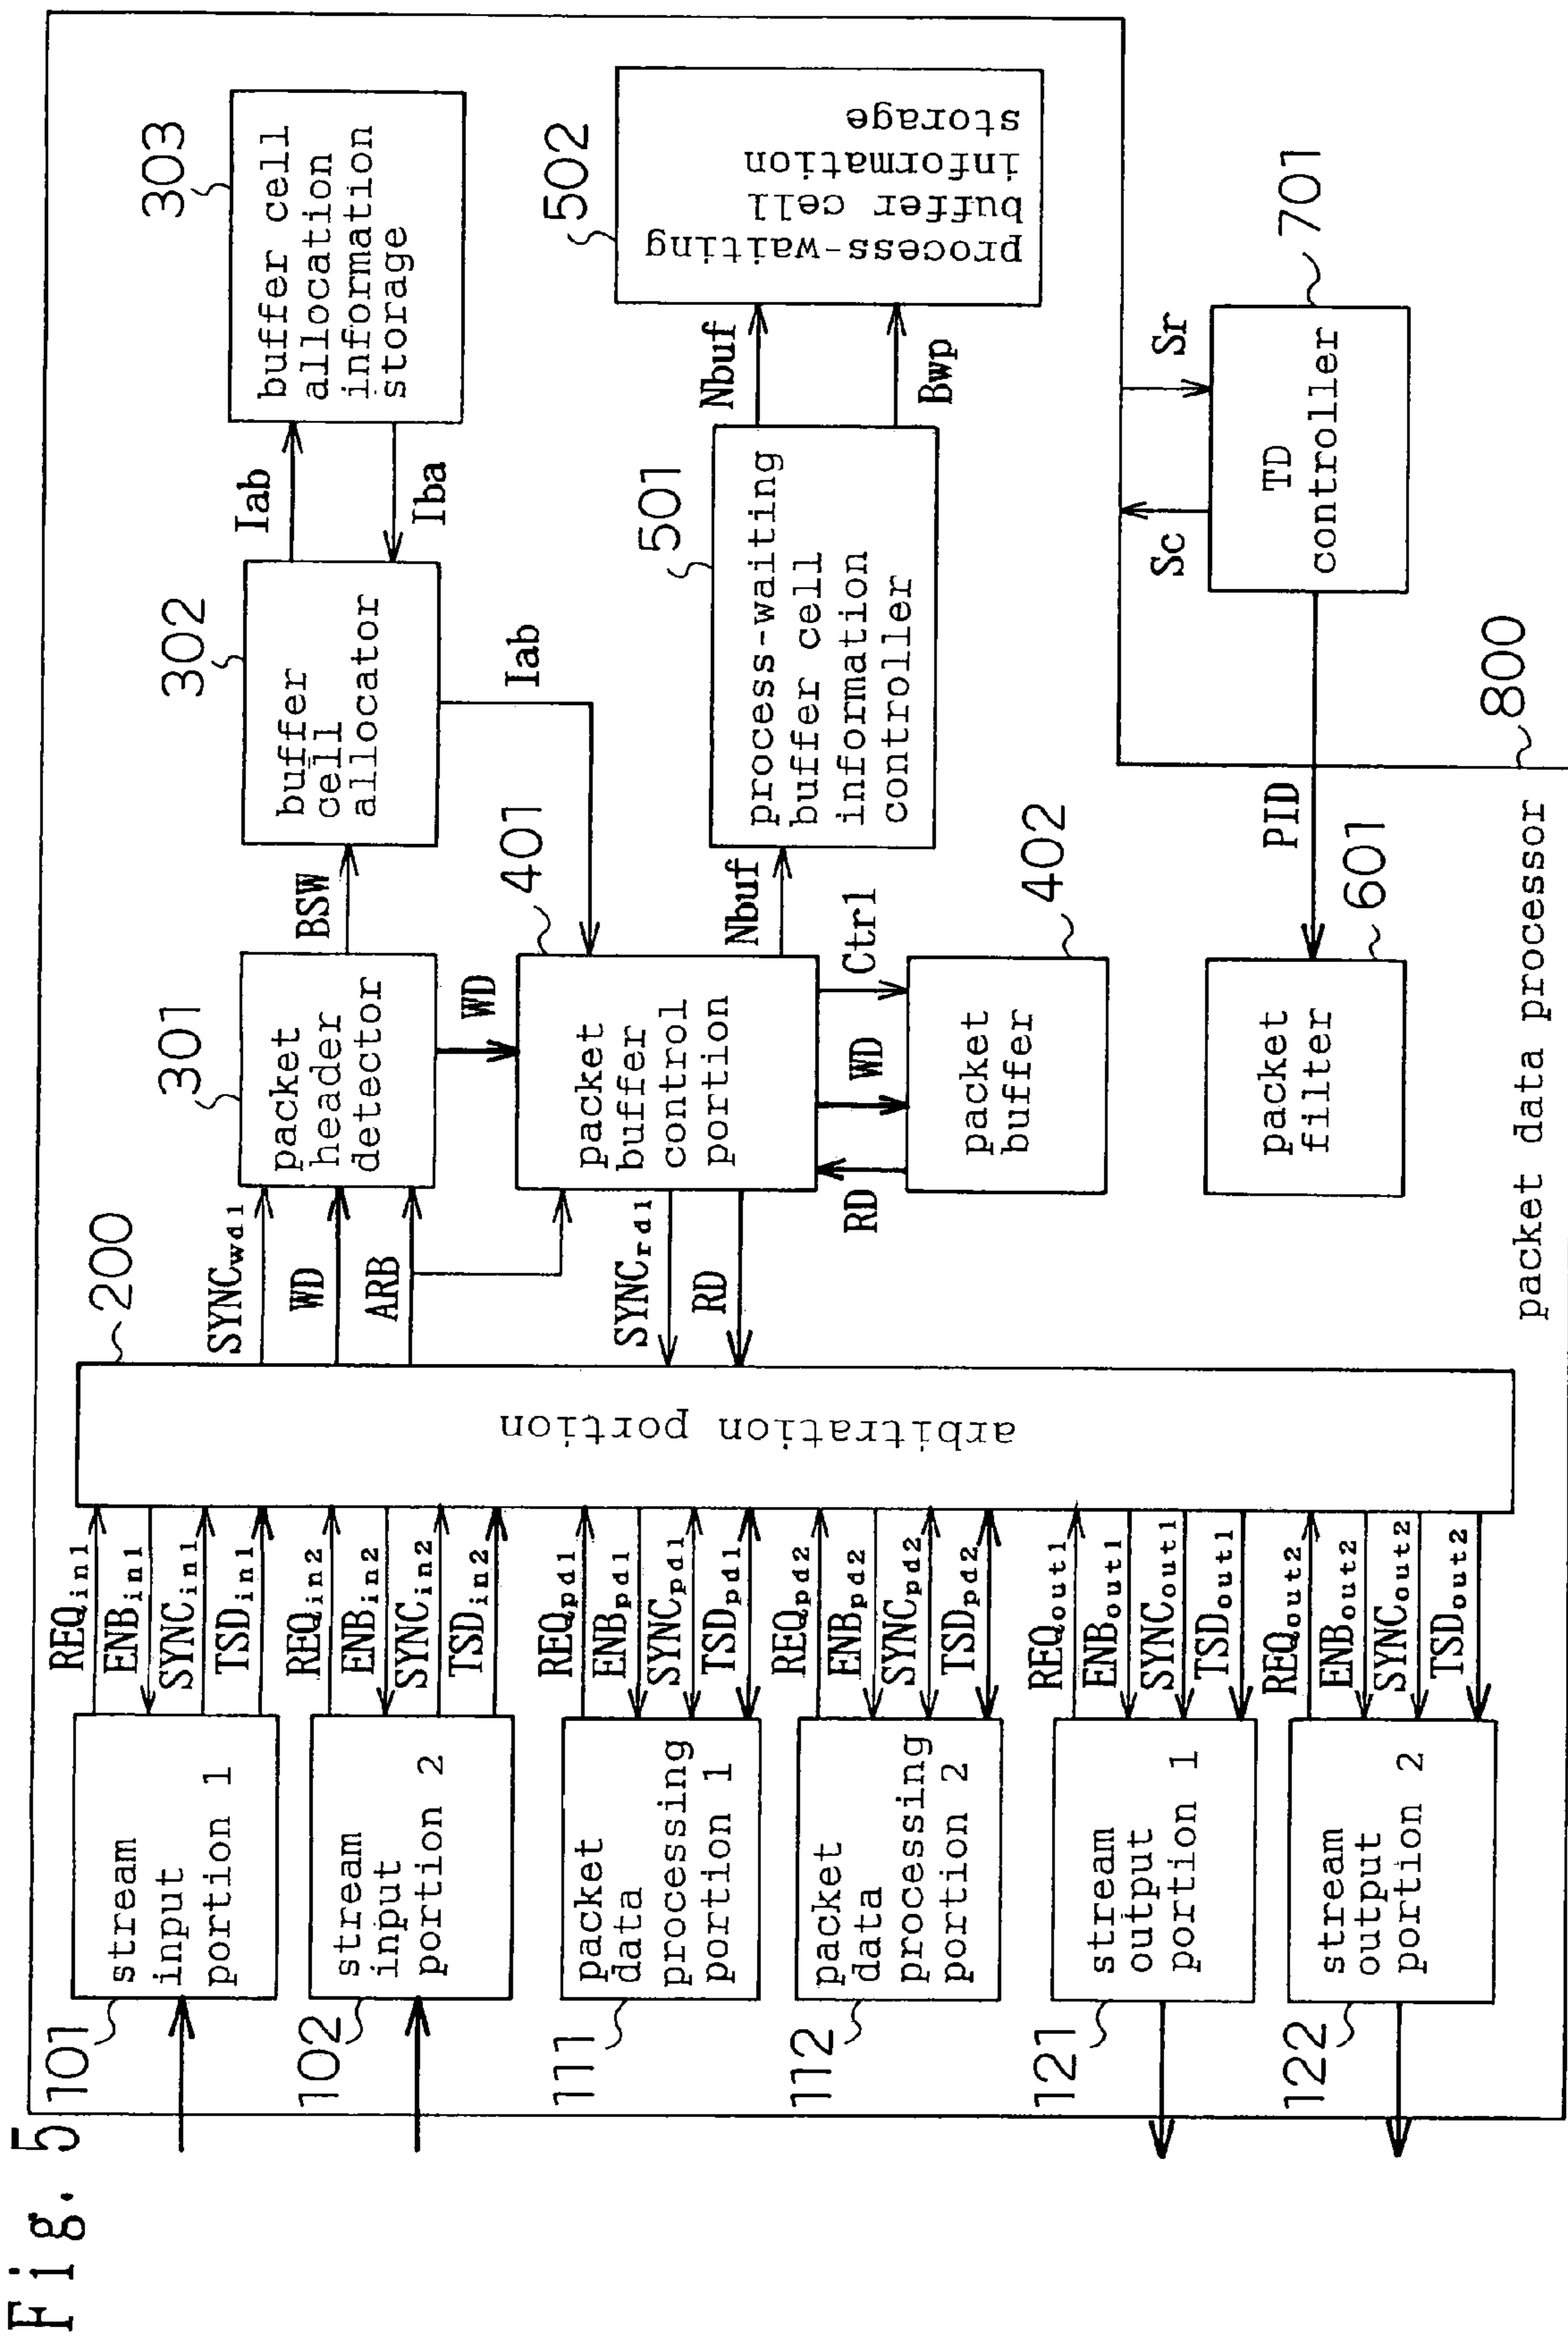 Fig. 5
101
stream
input
portion 1
REQin1
ENBin1
SYNCin1
TSDin1
102
stream
input
portion 2
REQin2
ENBin2
SYNCin2
TSDin2
111
packet
data
processing
portion 1
REQpd1
ENBpd1
SYNCpd1
TSDpd1
112
packet
data
processing
portion 2
REQpd2
ENBpd2
SYNCpd2
TSDpd2
121
stream
output
portion 1
REQout1
ENBout1
SYNCout1
TSDout1
122
stream
output
portion 2
REQout2
ENBout2
SYNCout2
TSDout2
200
arbitration portion
SYNCwd1
WD
ARB
SYNCrd1
RD
301
packet
header
detector
BSW
WD
302
buffer
cell
allocator
Iab
Iba
Iab
303
buffer cell
allocation
information
storage
401
packet
buffer
control
portion
Nbuf
RD
WD
Ctrl
402
packet
buffer
501
process-waiting
buffer cell
information
controller
Nbuf
Bwp
502
process-waiting
buffer cell
information
storage
601
packet
filter
PID
701
TD
controller
Sc
Sr
800
packet data processor